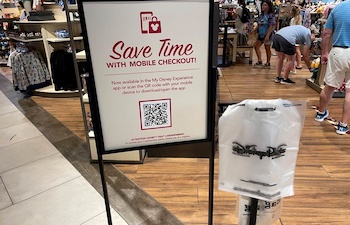 Save Time
WITH MOBILE CHECKOUT!
Now available in the My Disney Experience
app or scan the QR code with your mobile
device to download/open the app